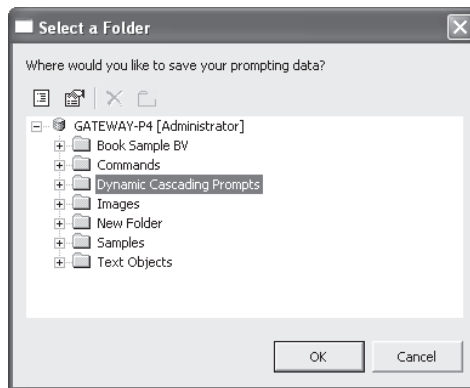 Select a Folder
Where would you like to save your prompting data?
GATEWAY-P4 [Administrator]
Book Sample BV
Commands
Dynamic Cascading Prompts
Images
New Folder
Samples
Text Objects
OK Cancel